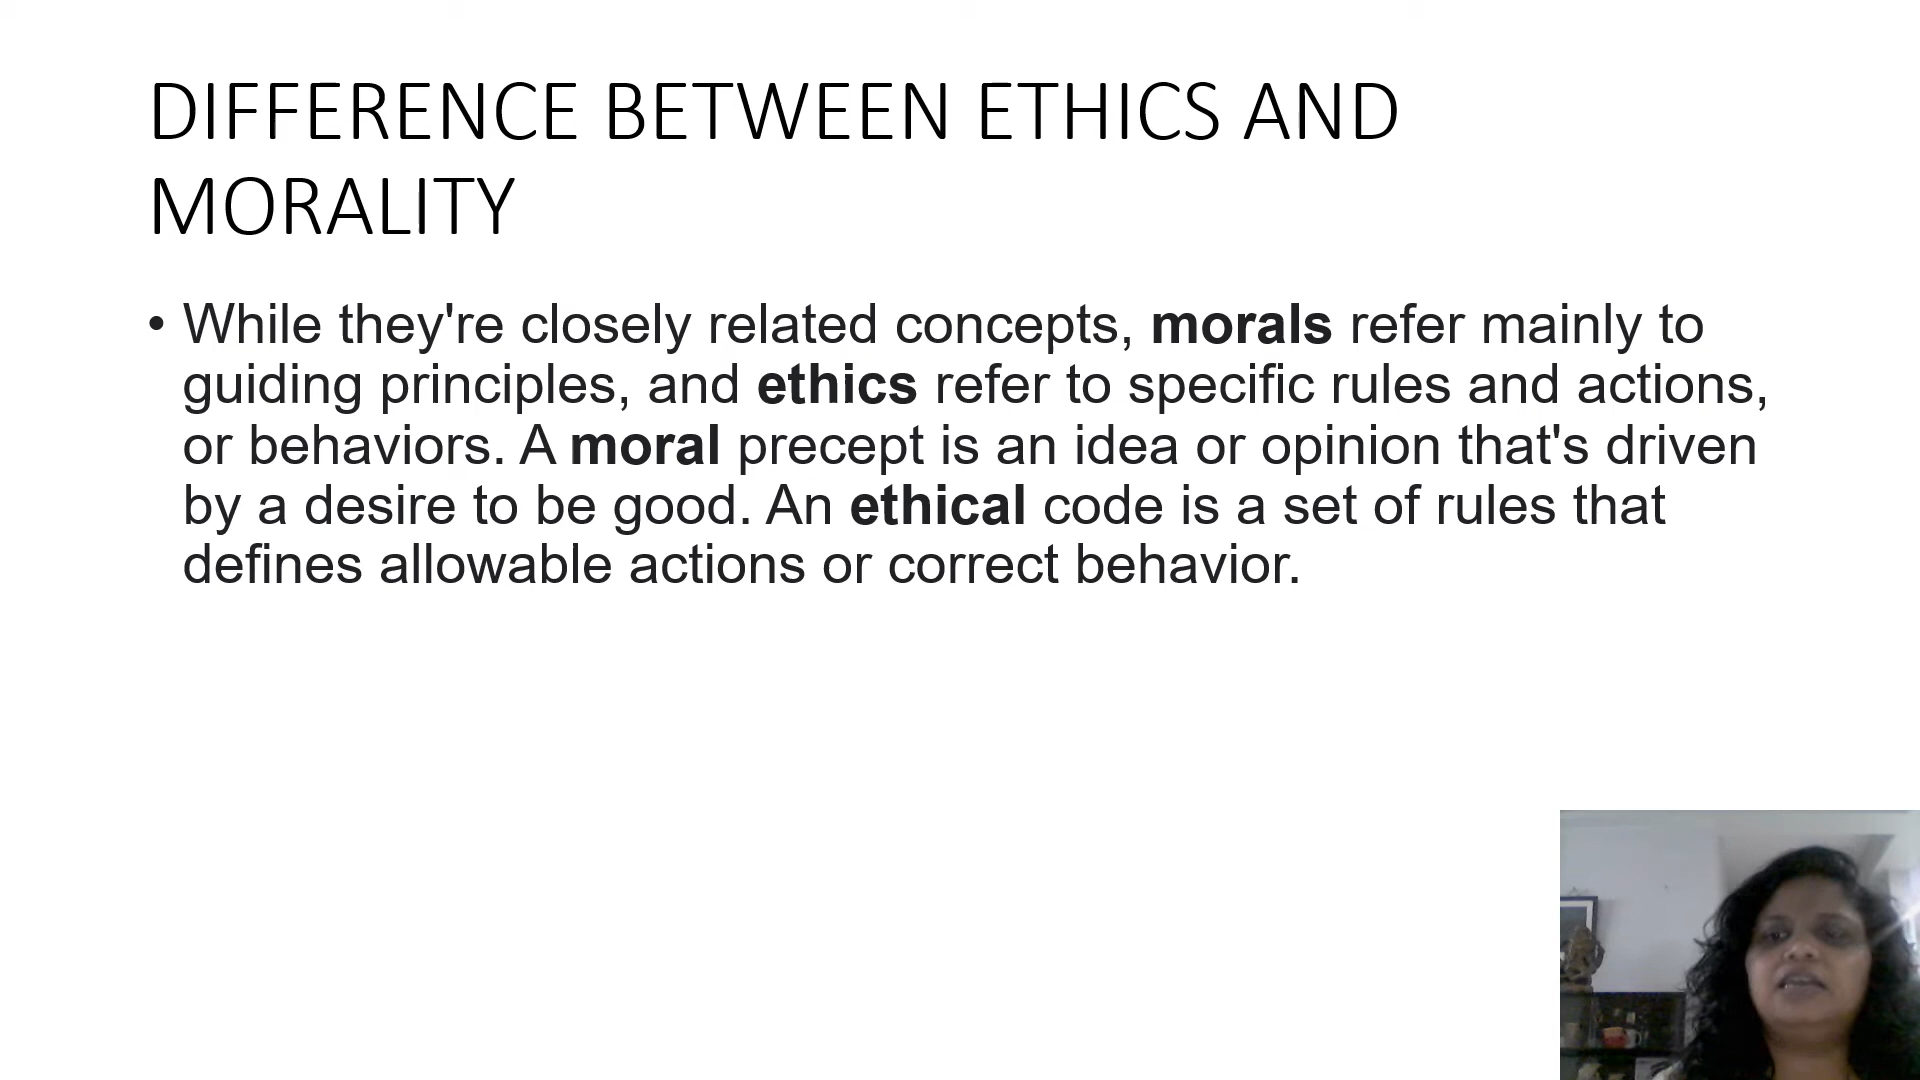 DIFFERENCE BETWEEN ETHICS AND
MORALITY
• While they're closely related concepts, morals refer mainly to
guiding principles, and ethics refer to specific rules and actions,
or behaviors. A moral precept is an idea or opinion that's driven
by a desire to be good. An ethical code is a set of rules that
defines allowable actions or correct behavior.